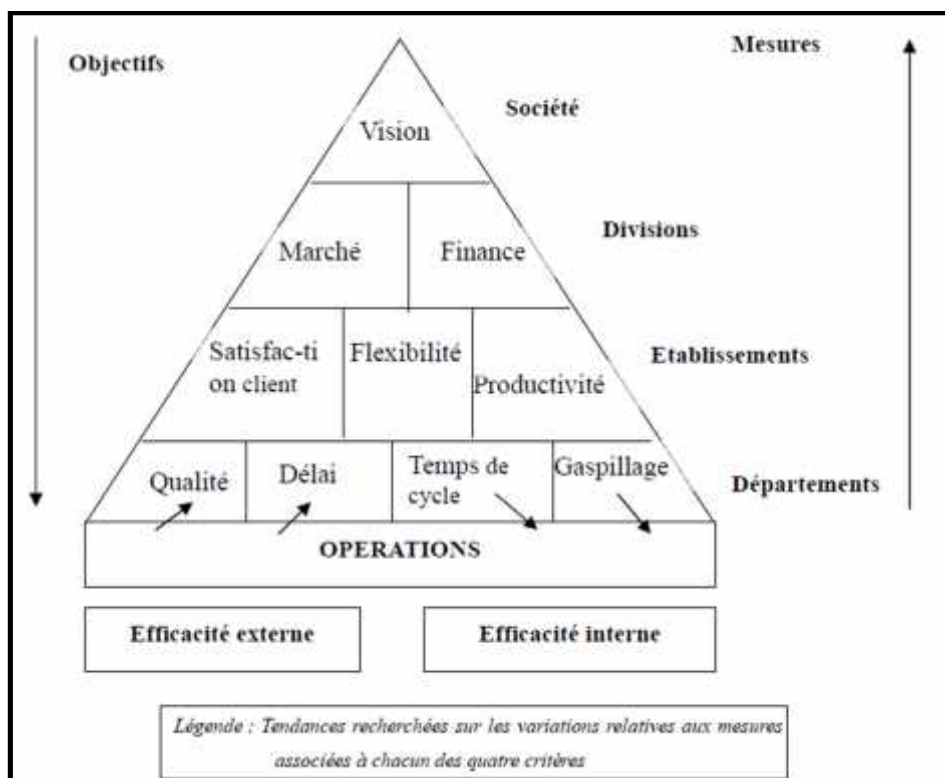 Objectifs
Mesures
Société
Vision
Divisions
Marché
Finance
Satisfac-ti
on client
Flexibilité
Productivité
Etablissements
Qualité
Délai
Temps de
cycle
Gaspillage
Départements
OPERATIONS
Efficacité externe
Efficacité interne
Légende : Tendances recherchées sur les variations relatives aux mesures
associées à chacun des quatre critères